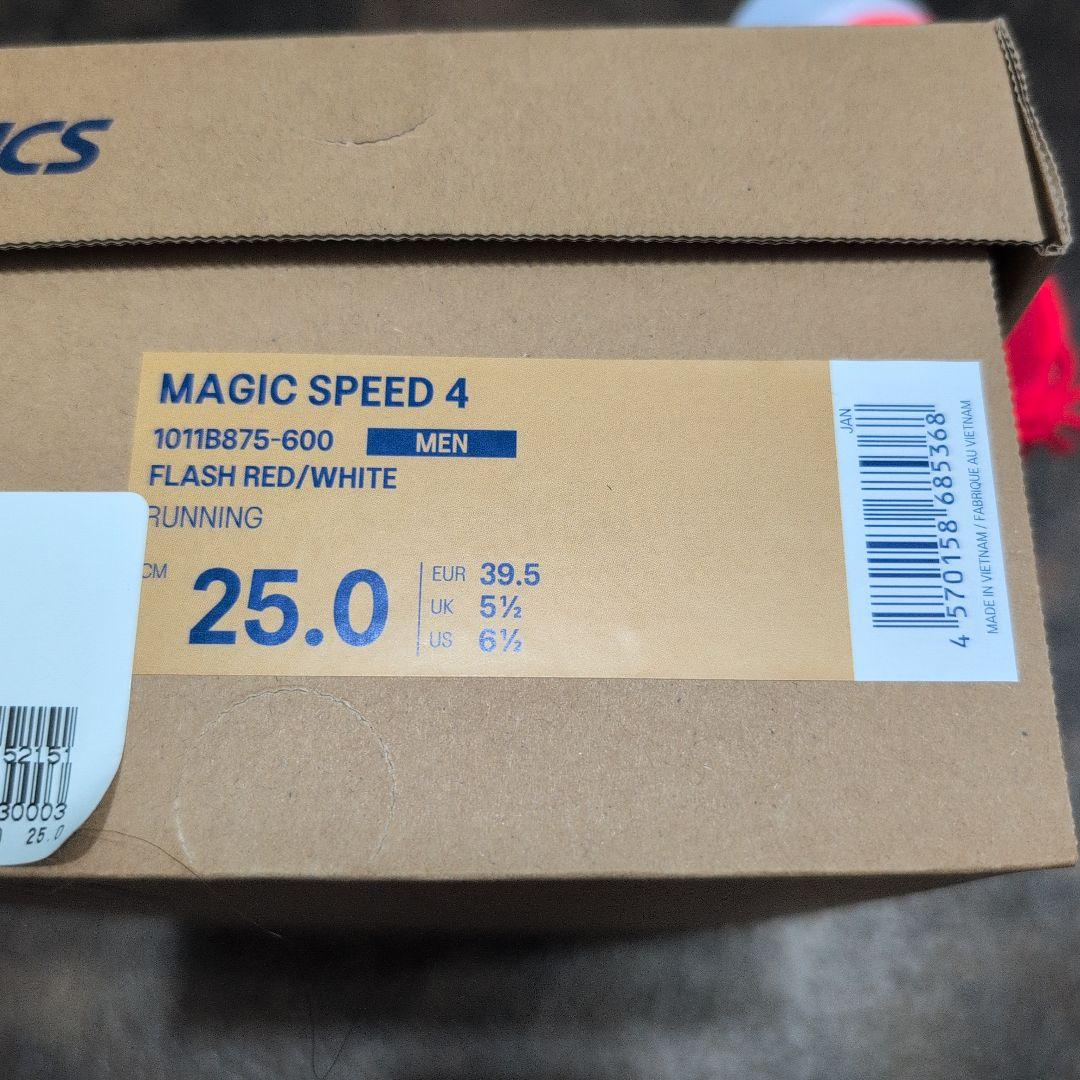 ICS
MAGIC SPEED 4
1011B875-600 MEN
FLASH RED/WHITE
RUNNING
CM 25.0
EUR 39.5
UK 5½
US 6½
JAN
4 570158 685368
MADE IN VIETNAM / FABRIQUE AU VIETNAM
52151
30003
25.0